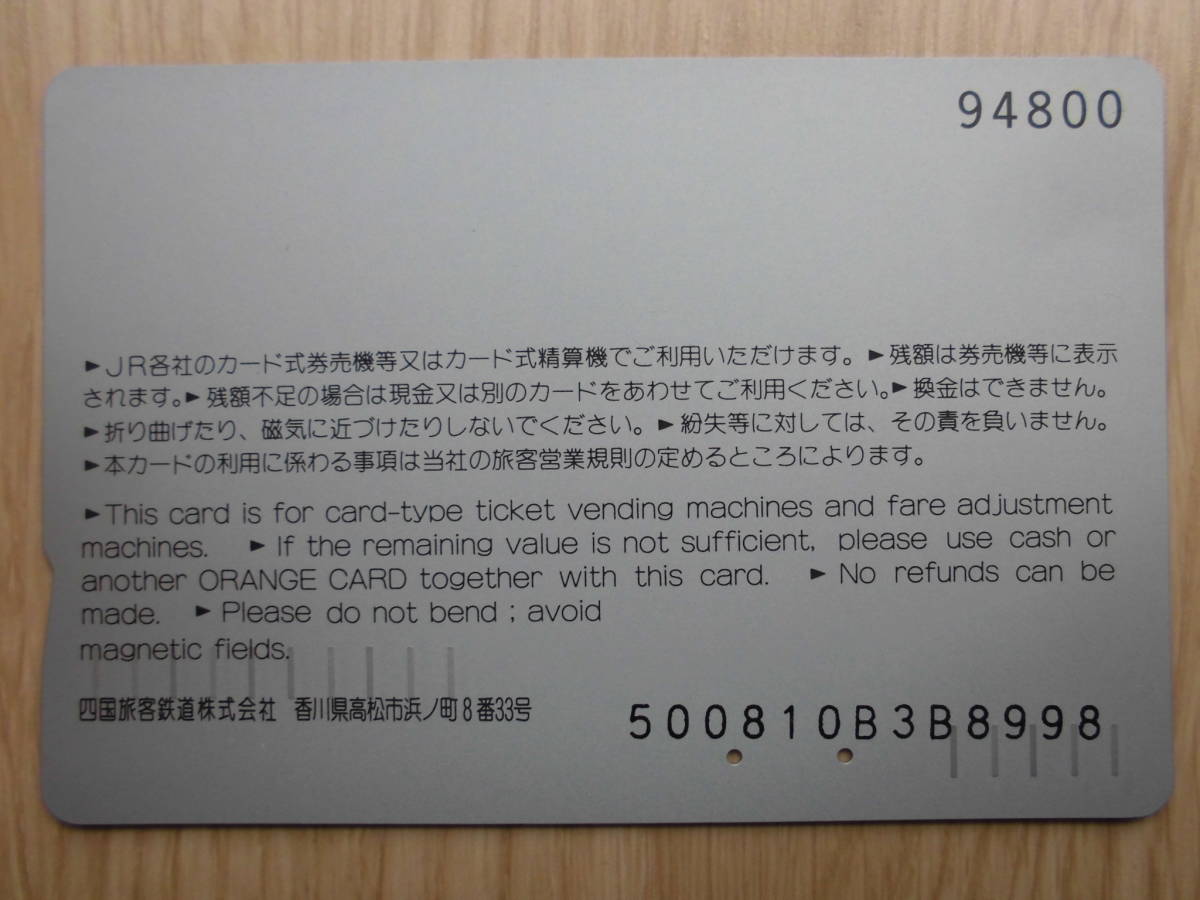 94800
►JR各社のカード式券売機等又はカード式精算機でご利用いただけます。►残額は券売機等に表示
されます。►残額不足の場合は現金又は別のカードをあわせてご利用ください。►換金はできません。
►折り曲げたり、磁気に近づけたりしないでください。►紛失等に対しては、その責を負いません。
►本カードの利用に係わる事項は当社の旅客営業規則の定めるところによります。
►This card is for card-type ticket vending machines and fare adjustment
machines. ►If the remaining value is not sufficient, please use cash or
another ORANGE CARD together with this card. ►No refunds can be
made. ►Please do not bend ; avoid
magnetic fields.
四国旅客鉄道株式会社 香川県高松市浜ノ町8番33号
500810B3B8998